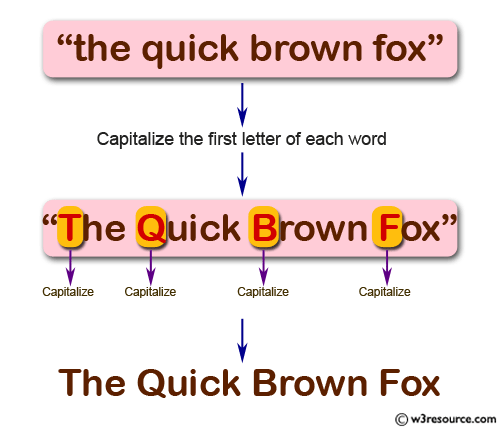 “the quick brown fox”
Capitalize the first letter of each word
“The Quick Brown Fox”
Capitalize Capitalize Capitalize Capitalize
The Quick Brown Fox
© w3resource.com